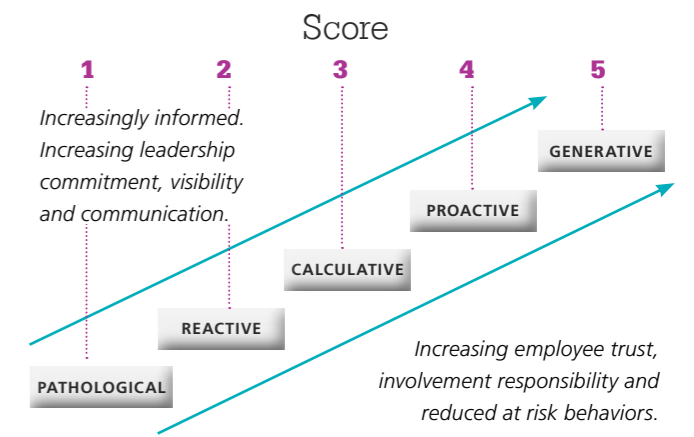 Score
1 2 3 4 5
Increasingly informed.
Increasing leadership
commitment, visibility
and communication.
GENERATIVE
PROACTIVE
CALCULATIVE
REACTIVE
PATHOLOGICAL
Increasing employee trust,
involvement responsibility and
reduced at risk behaviors.